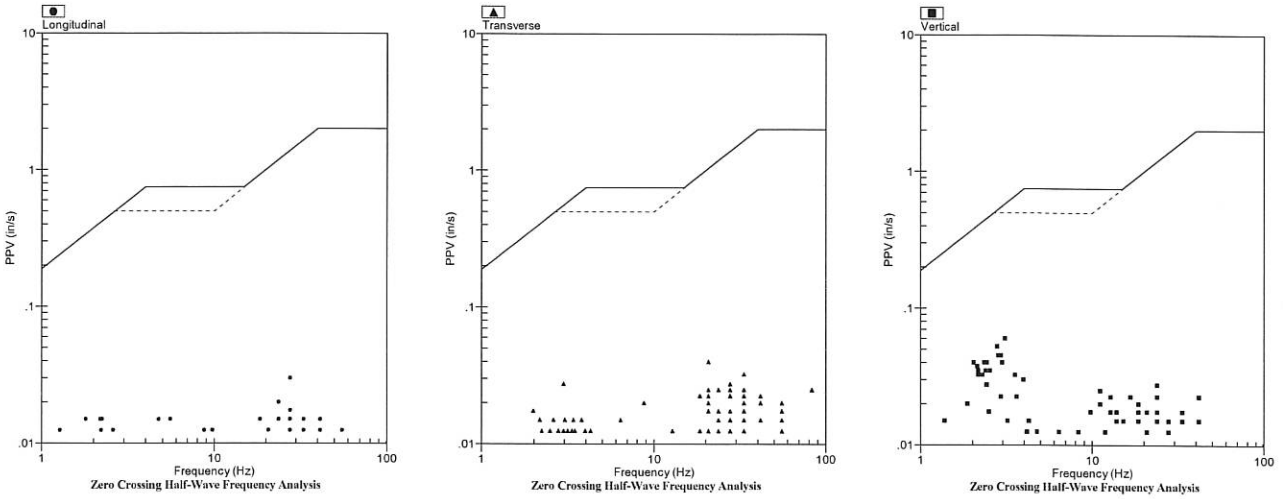 Longitudinal
10
1
.1
.01
PPV (in/s)
1 10 100
Frequency (Hz)
Zero Crossing Half-Wave Frequency Analysis
Transverse
10
1
.1
.01
PPV (in/s)
1 10 100
Frequency (Hz)
Zero Crossing Half-Wave Frequency Analysis
Vertical
10
1
.1
.01
PPV (in/s)
1 10 100
Frequency (Hz)
Zero Crossing Half-Wave Frequency Analysis